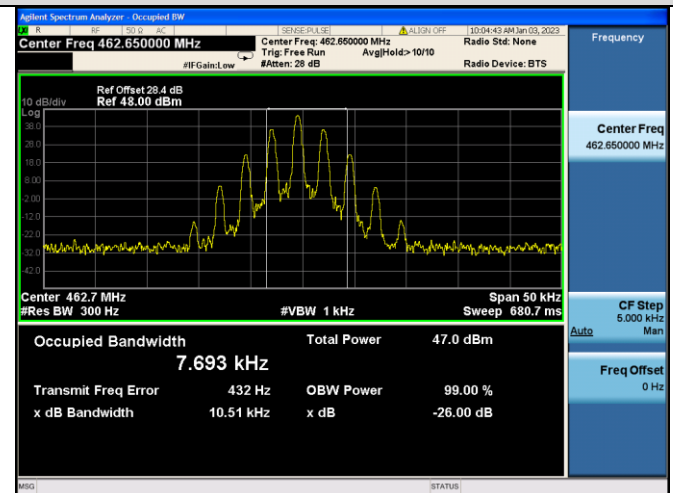 Agilent Spectrum Analyzer - Occupied BW
R RF 50 Ω AC SENSE:PULSE ALIGN OFF 10:04:43 AM Jan 03, 2023
Center Freq 462.650000 MHz
Center Freq: 462.650000 MHz
Radio Std: None
Trig: Free Run Avg|Hold>10/10
#IFGain:Low #Atten: 28 dB Radio Device: BTS
Frequency
Ref Offset 28.4 dB
10 dB/div Ref 48.00 dBm
Log
38.0
28.0
18.0
8.00
-2.00
-12.0
-22.0
-32.0
-42.0
Center 462.7 MHz Span 50 kHz
#Res BW 300 Hz #VBW 1 kHz Sweep 680.7 ms
Occupied Bandwidth Total Power 47.0 dBm
7.693 kHz
Transmit Freq Error 432 Hz OBW Power 99.00 %
x dB Bandwidth 10.51 kHz x dB -26.00 dB
Center Freq
462.650000 MHz
CF Step
5.000 kHz
Auto Man
Freq Offset
0 Hz
MSG STATUS